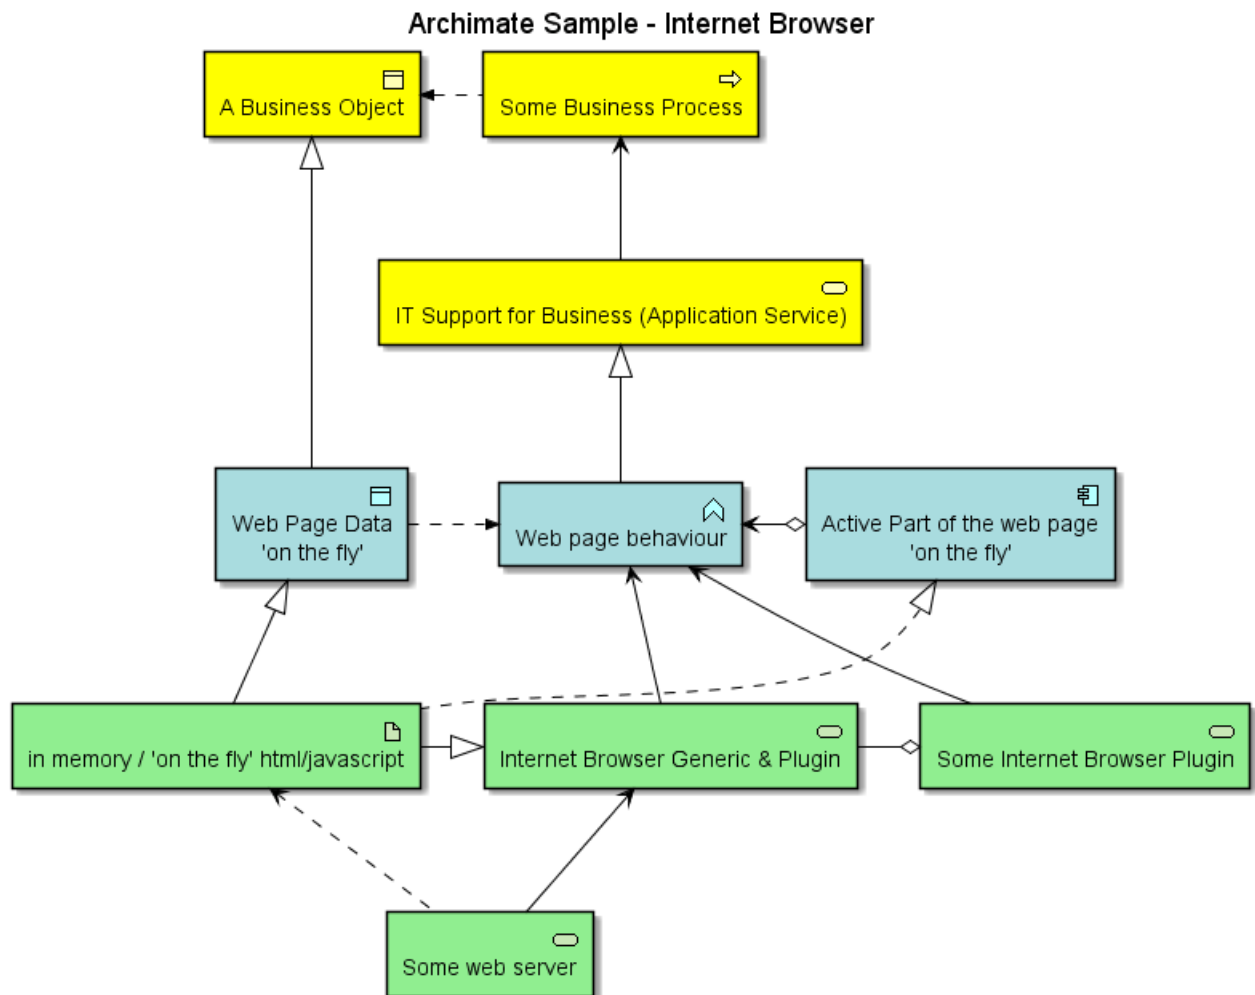 Archimate Sample - Internet Browser
A Business Object
Some Business Process
IT Support for Business (Application Service)
Web Page Data
'on the fly'
Web page behaviour
Active Part of the web page
'on the fly'
in memory / 'on the fly' html/javascript
Internet Browser Generic & Plugin
Some Internet Browser Plugin
Some web server